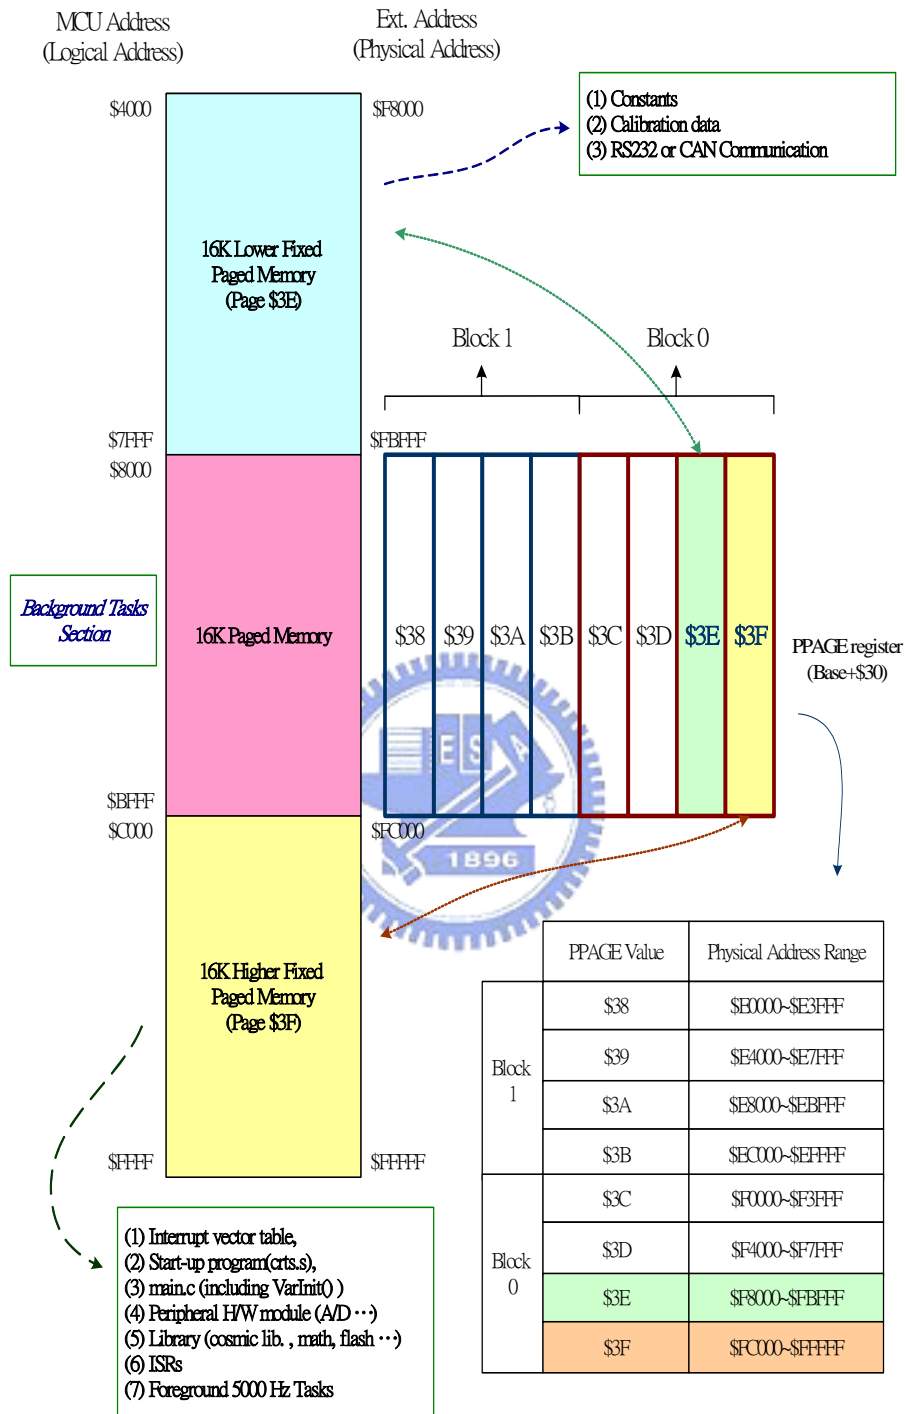 MCU Address
(Logical Address)
Ext. Address
(Physical Address)
$4000
$F8000
(1) Constants
(2) Calibration data
(3) RS232 or CAN Communication
16K Lower Fixed
Paged Memory
(Page $3E)
Block 1
Block 0
$7FFF
$FBFFF
$8000
Background Tasks
Section
16K Paged Memory
$38
$39
$3A
$3B
$3C
$3D
$3E
$3F
PPAGE register
(Base+$30)
ESA
$BFFF
$C000
$FC000
1896
16K Higher Fixed
Paged Memory
(Page $3F)
$FFFF
$FFFFF
PPAGE Value Physical Address Range
Block
1
$38 $E0000~$E3FFF
$39 $E4000~$E7FFF
$3A $E8000~$EBFFF
$3B $EC000~$EFFFF
Block
0
$3C $F0000~$F3FFF
$3D $F4000~$F7FFF
$3E $F8000~$FBFFF
$3F $FC000~$FFFFF
(1) Interrupt vector table,
(2) Start-up program(crts.s),
(3) main.c (including VarInit() )
(4) Peripheral H/W module (A/D …)
(5) Library (cosmic lib. , math, flash …)
(6) ISRs
(7) Foreground 5000 Hz Tasks